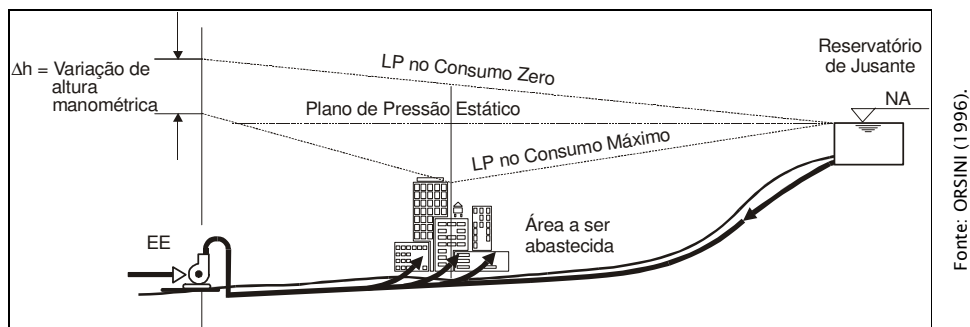 Δh = Variação de
altura
manométrica
LP no Consumo Zero
Plano de Pressão Estático
LP no Consumo Máximo
Reservatório
de Jusante
NA
EE
Área a ser
abastecida
Fonte: ORSINI (1996).